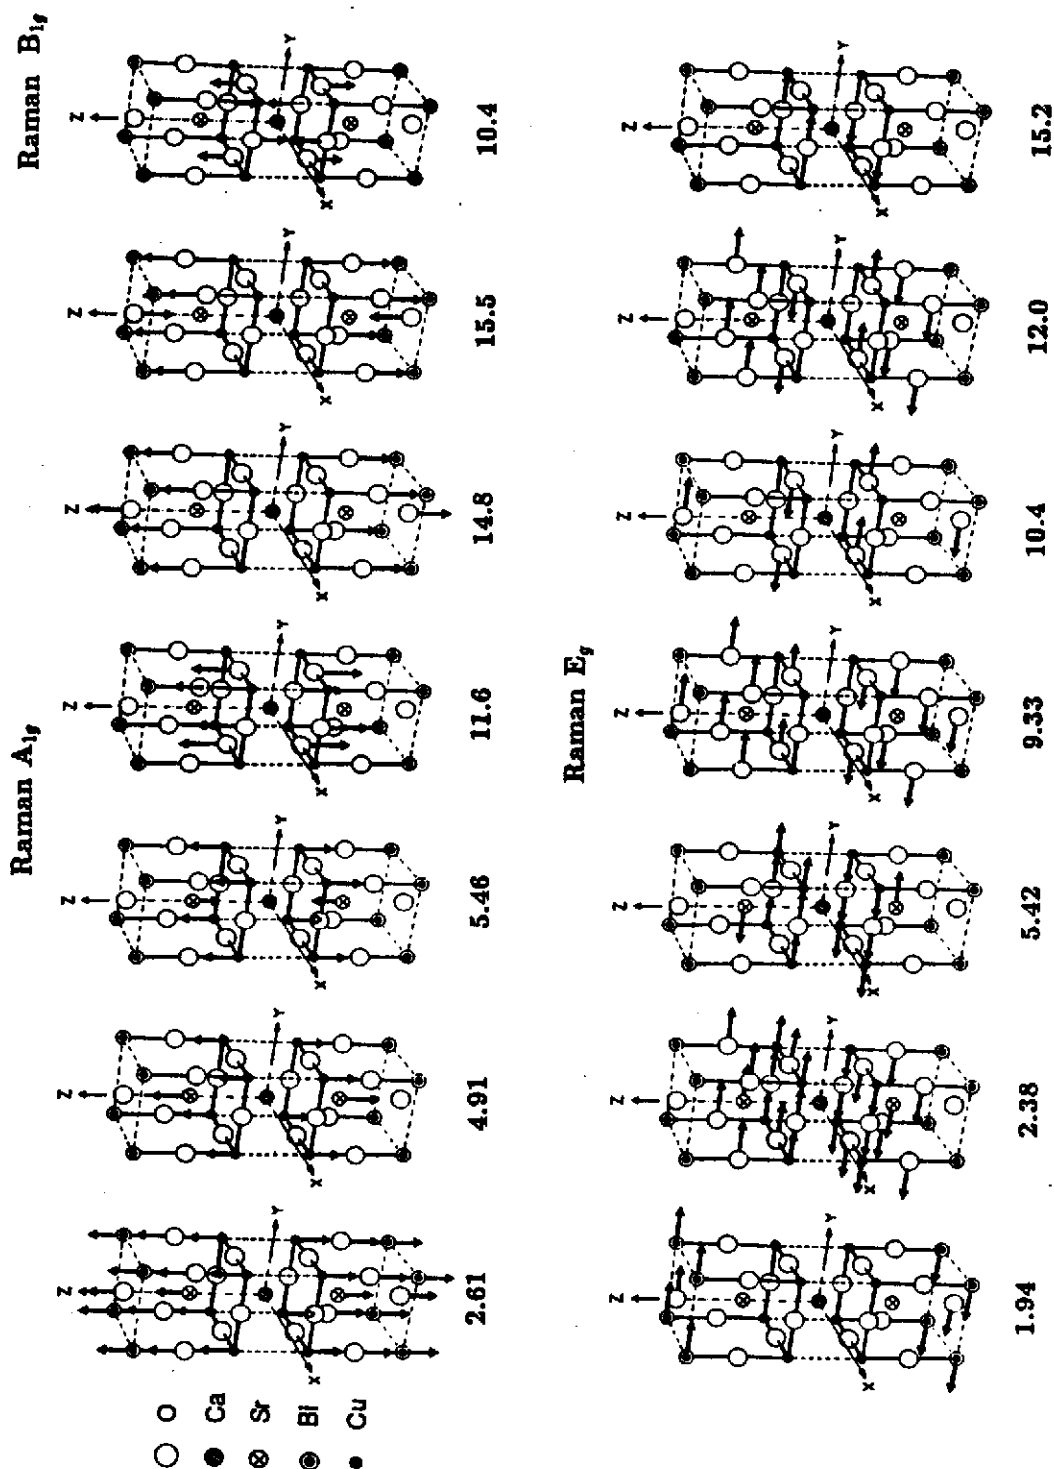 Raman A₁g
Raman B₁g
Z Y X
Z Y X
Z Y X
Z Y X
Z Y X
Z Y X
Z Y X
2.61 4.91 5.46 11.6 14.8 15.5 10.4
O
Ca
Sr
Bi
Cu
Raman Eg
Z Y X
Z Y X
Z Y X
Z Y X
Z Y X
Z Y X
Z Y X
1.94 2.38 5.42 9.33 10.4 12.0 15.2